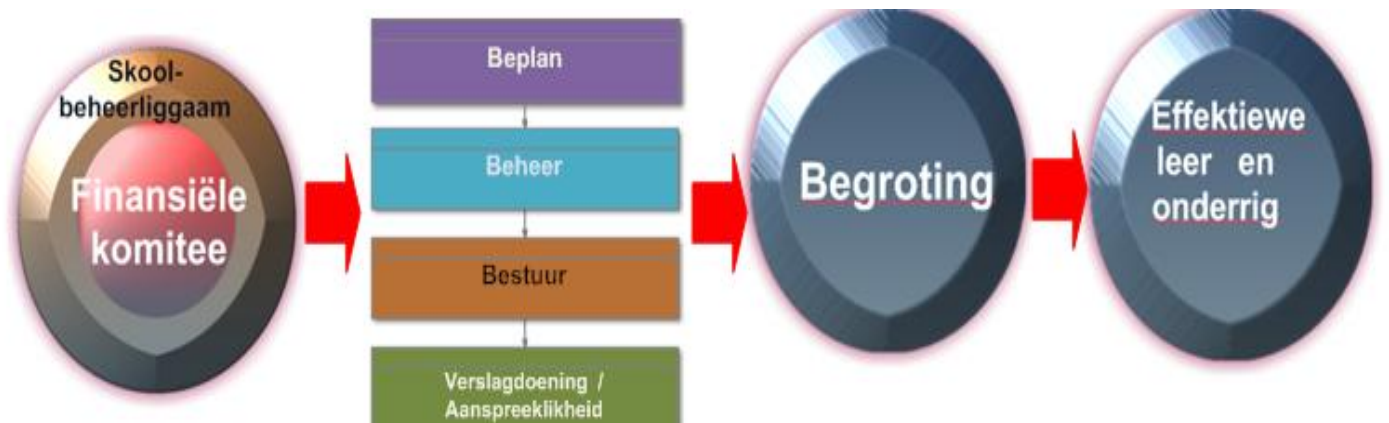 Skool-
beheerliggaam
Finansiële
komitee
Beplan
Beheer
Bestuur
Verslagdoening /
Aanspreeklikheid
Begroting
Effektiewe
leer en
onderrig